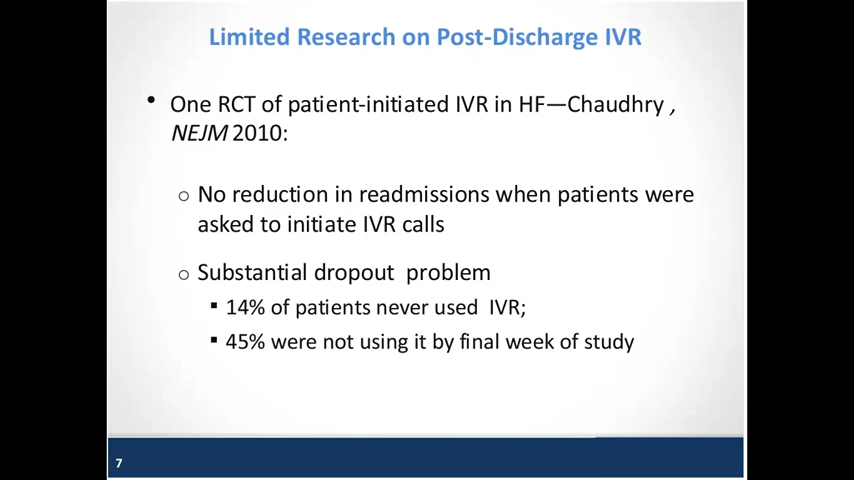 Limited Research on Post-Discharge IVR
• One RCT of patient-initiated IVR in HF—Chaudhry ,
NEJM 2010:
○ No reduction in readmissions when patients were
asked to initiate IVR calls
○ Substantial dropout problem
▪ 14% of patients never used IVR;
▪ 45% were not using it by final week of study
7